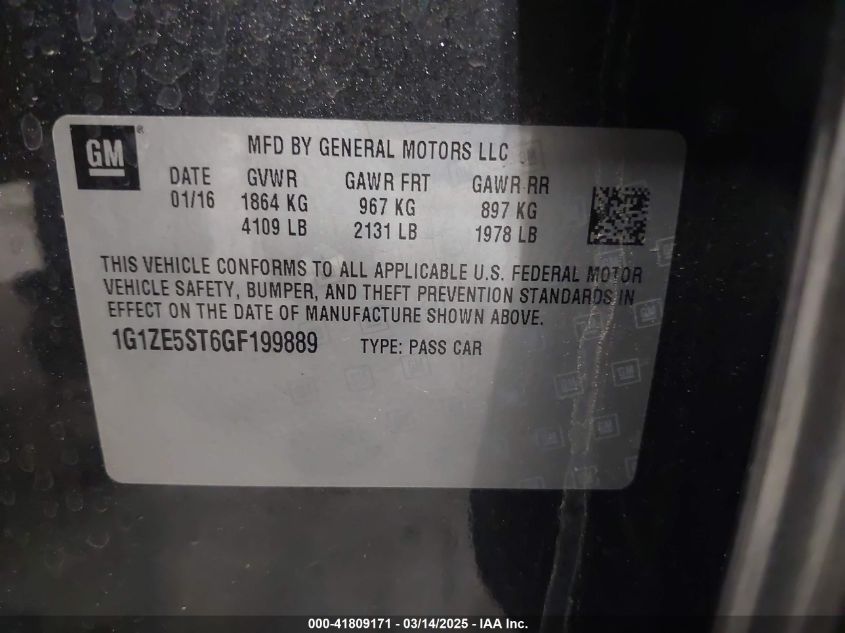 GM
MFD BY GENERAL MOTORS LLC
DATE GVWR GAWR FRT GAWR RR
01/16 1864 KG 967 KG 897 KG
4109 LB 2131 LB 1978 LB
THIS VEHICLE CONFORMS TO ALL APPLICABLE U.S. FEDERAL MOTOR
VEHICLE SAFETY, BUMPER, AND THEFT PREVENTION STANDARDS IN
EFFECT ON THE DATE OF MANUFACTURE SHOWN ABOVE.
1G1ZE5ST6GF199889 TYPE: PASS CAR
000-41809171 - 03/14/2025 - IAA Inc.